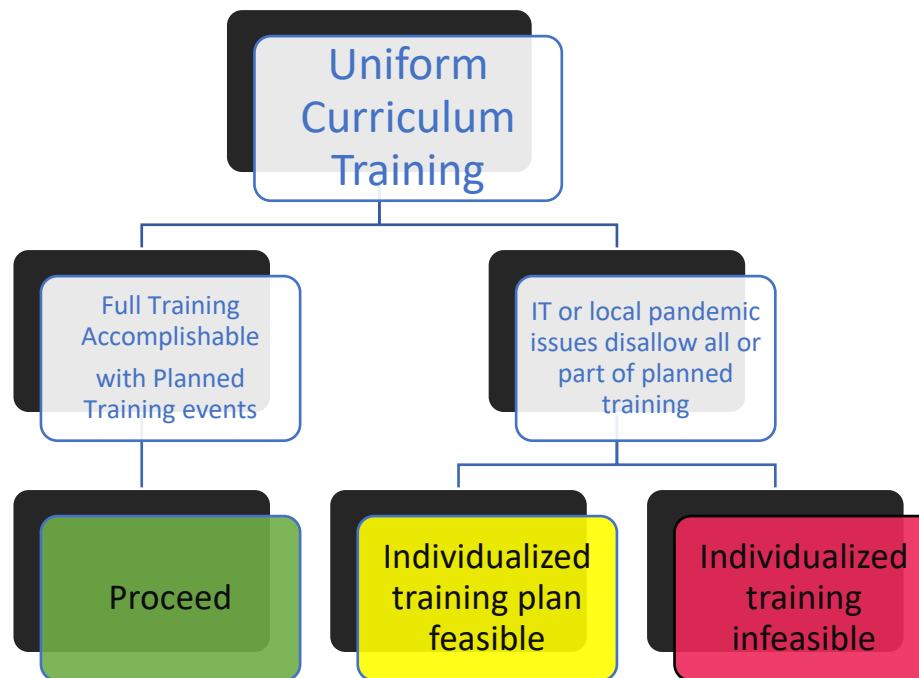 Uniform
Curriculum
Training
Full Training
Accomplishable
with Planned
Training events
IT or local pandemic
issues disallow all or
part of planned
training
Proceed
Individualized
training plan
feasible
Individualized
training
infeasible